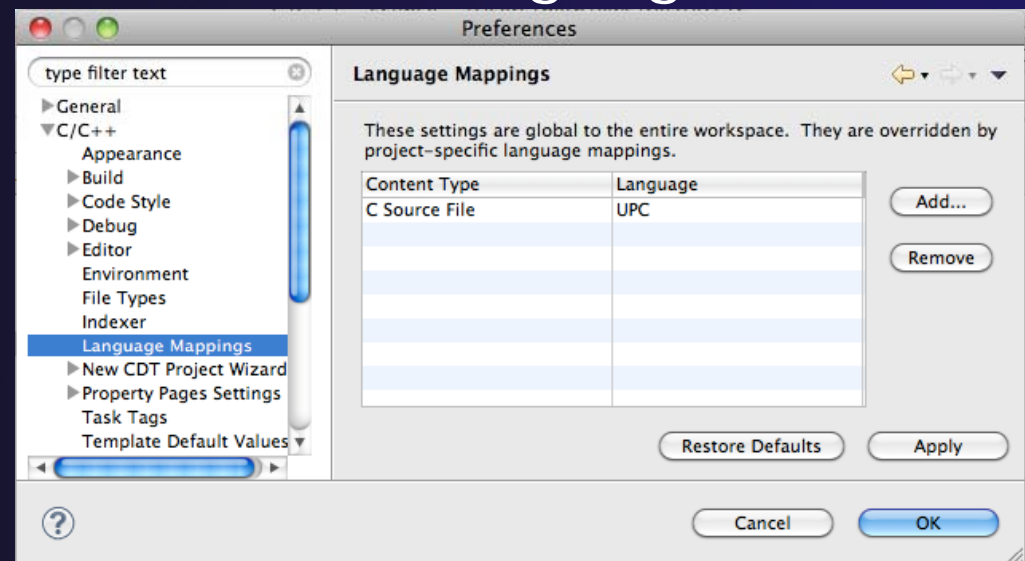 Preferences
type filter text
General
C/C++
Appearance
Build
Code Style
Debug
Editor
Environment
File Types
Indexer
Language Mappings
New CDT Project Wizard
Property Pages Settings
Task Tags
Template Default Values
Language Mappings
These settings are global to the entire workspace. They are overridden by
project-specific language mappings.
Content Type Language
C Source File UPC
Add...
Remove
Restore Defaults Apply
? Cancel OK